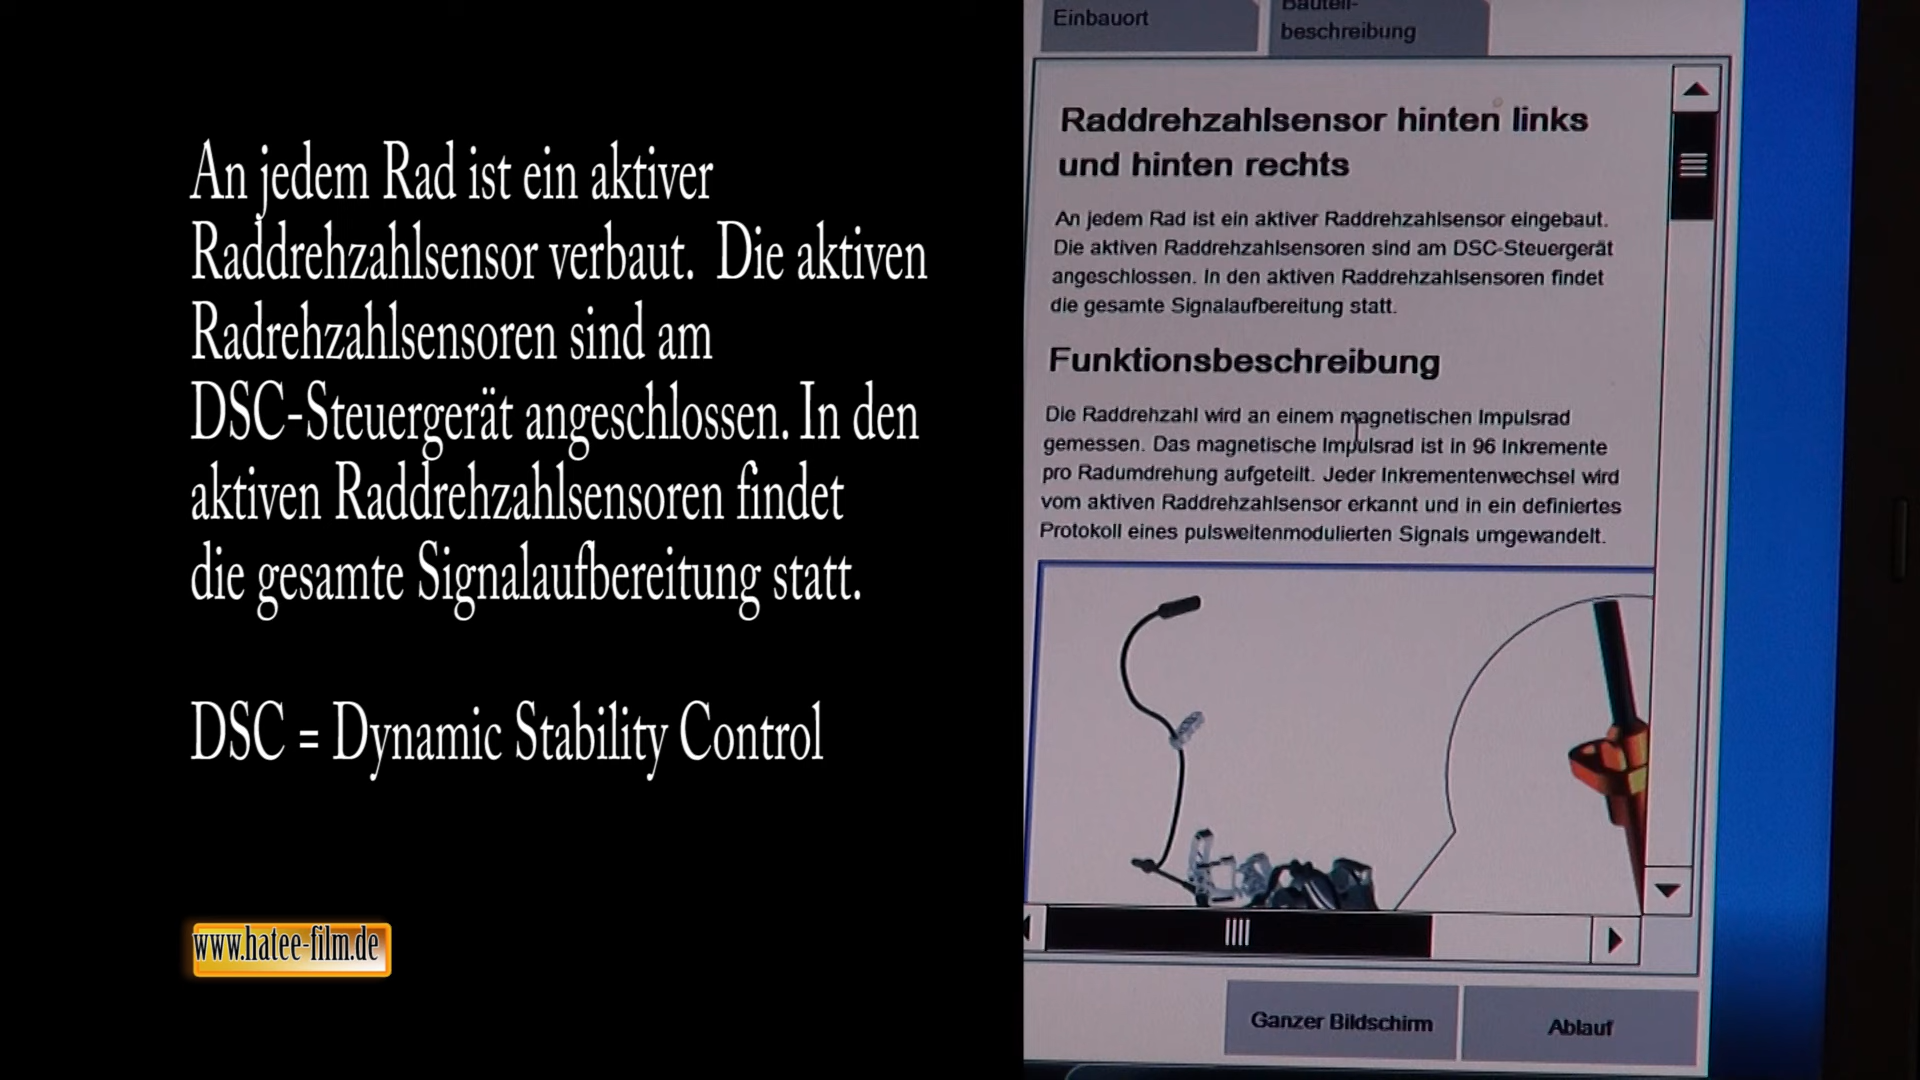 An jedem Rad ist ein aktiver
Raddrehzahlsensor verbaut. Die aktiven
Radrehzahlsensoren sind am
DSC-Steuergerät angeschlossen. In den
aktiven Raddrehzahlsensoren findet
die gesamte Signalaufbereitung statt.
DSC = Dynamic Stability Control
www.hatee-film.de
Einbauort
Bauteil-
beschreibung
Raddrehzahlsensor hinten links
und hinten rechts
An jedem Rad ist ein aktiver Raddrehzahlsensor eingebaut.
Die aktiven Raddrehzahlsensoren sind am DSC-Steuergerät
angeschlossen. In den aktiven Raddrehzahlsensoren findet
die gesamte Signalaufbereitung statt.
Funktionsbeschreibung
Die Raddrehzahl wird an einem magnetischen Impulsrad
gemessen. Das magnetische Impulsrad ist in 96 Inkremente
pro Radumdrehung aufgeteilt. Jeder Inkrementenwechsel wird
vom aktiven Raddrehzahlsensor erkannt und in ein definiertes
Protokoll eines pulsweitenmodulierten Signals umgewandelt.
Ganzer Bildschirm
Ablauf